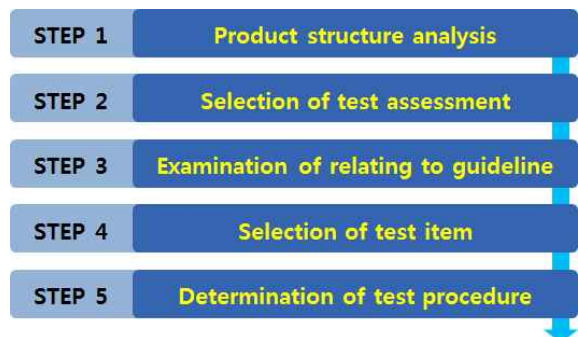 STEP 1 Product structure analysis
STEP 2 Selection of test assessment
STEP 3 Examination of relating to guideline
STEP 4 Selection of test item
STEP 5 Determination of test procedure